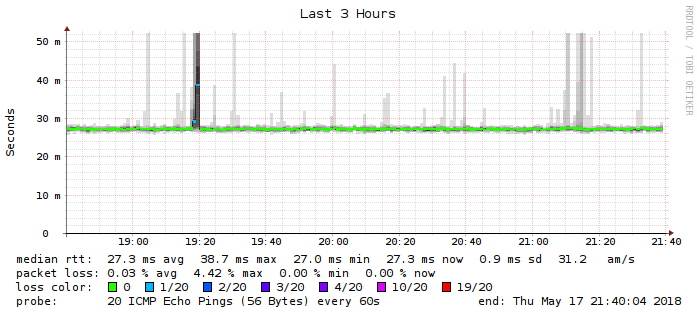 Last 3 Hours
RRDTOOL / TOBI OETIKER
Seconds
50 m
40 m
30 m
20 m
10 m
0
19:00 19:20 19:40 20:00 20:20 20:40 21:00 21:20 21:40
median rtt: 27.3 ms avg 38.7 ms max 27.0 ms min 27.3 ms now 0.9 ms sd 31.2 am/s
packet loss: 0.03 % avg 4.42 % max 0.00 % min 0.00 % now
loss color: 0 1/20 2/20 3/20 4/20 10/20 19/20
probe: 20 ICMP Echo Pings (56 Bytes) every 60s end: Thu May 17 21:40:04 2018